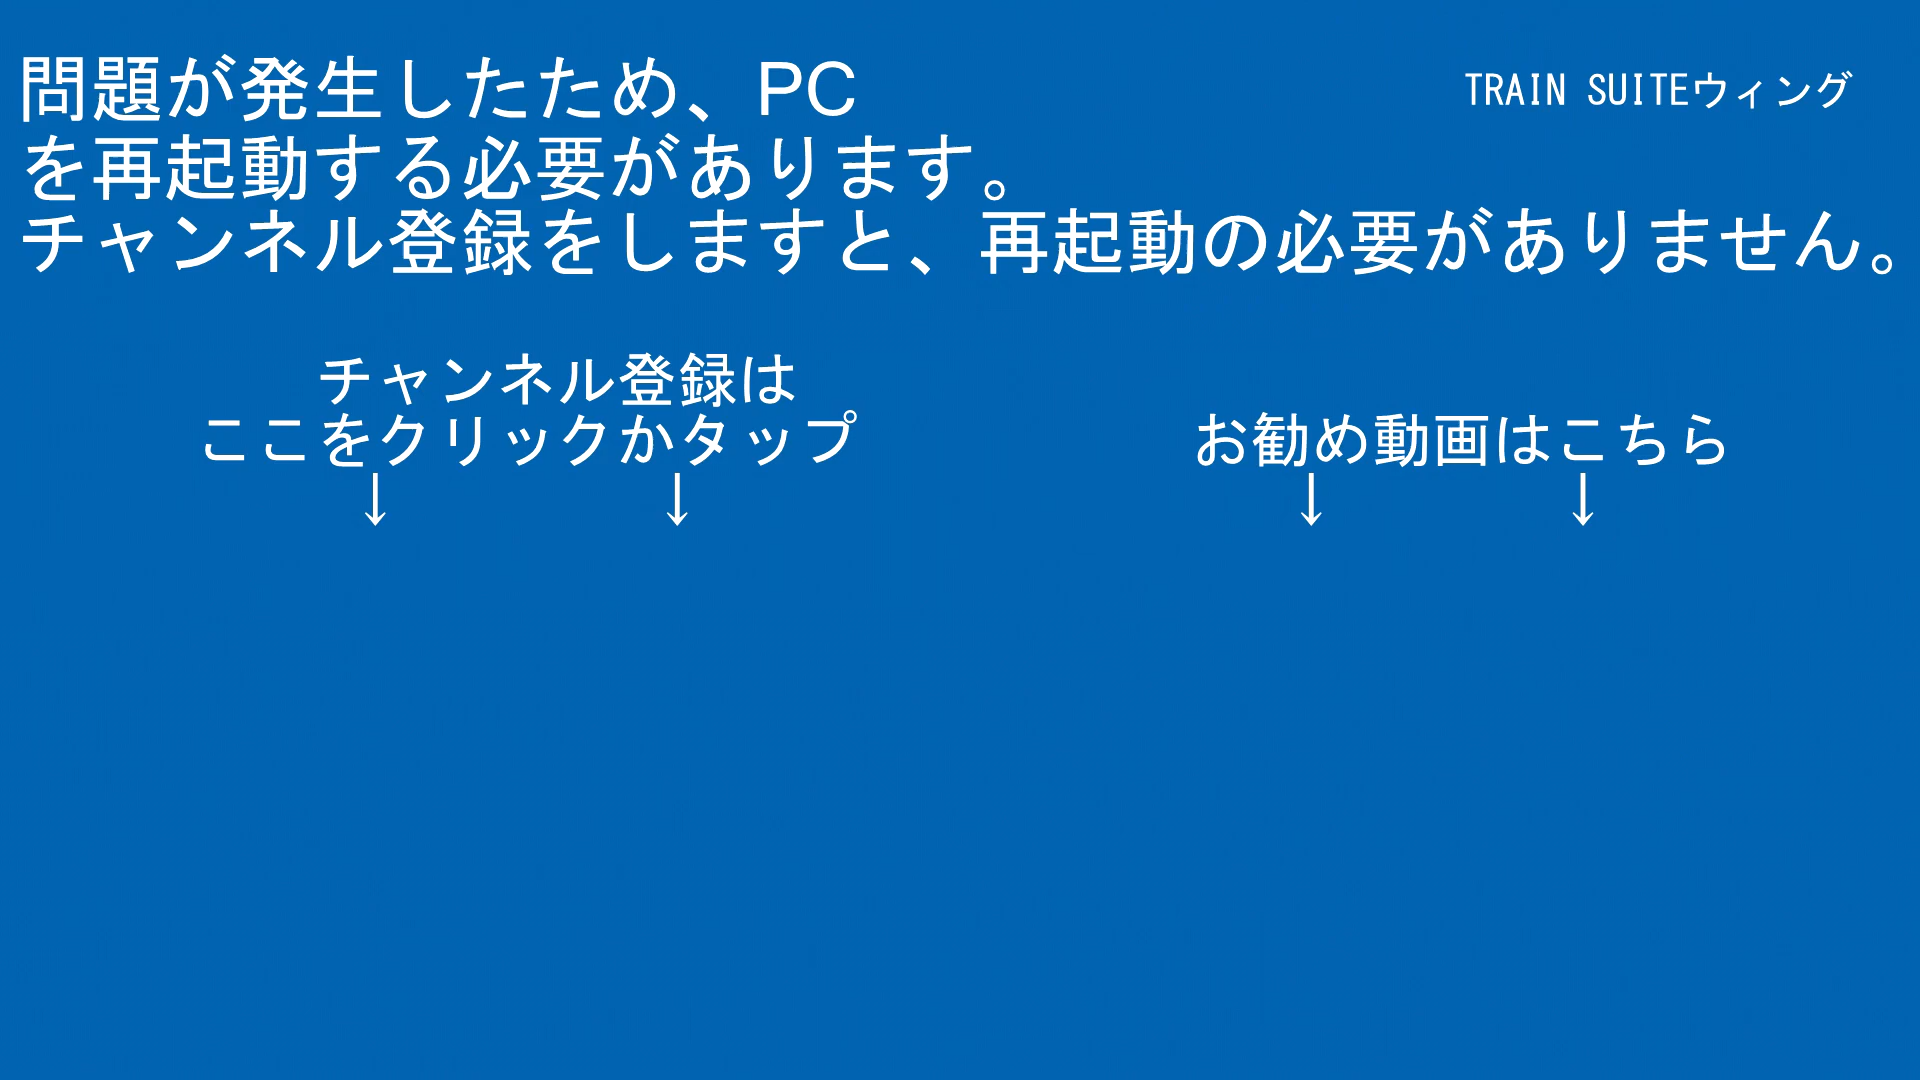 問題が発生したため、PC
を再起動する必要があります。
チャンネル登録をしますと、再起動の必要がありません。
TRAIN SUITEウィング
チャンネル登録は
ここをクリックかタップ
↓ ↓
お勧め動画はこちら
↓ ↓